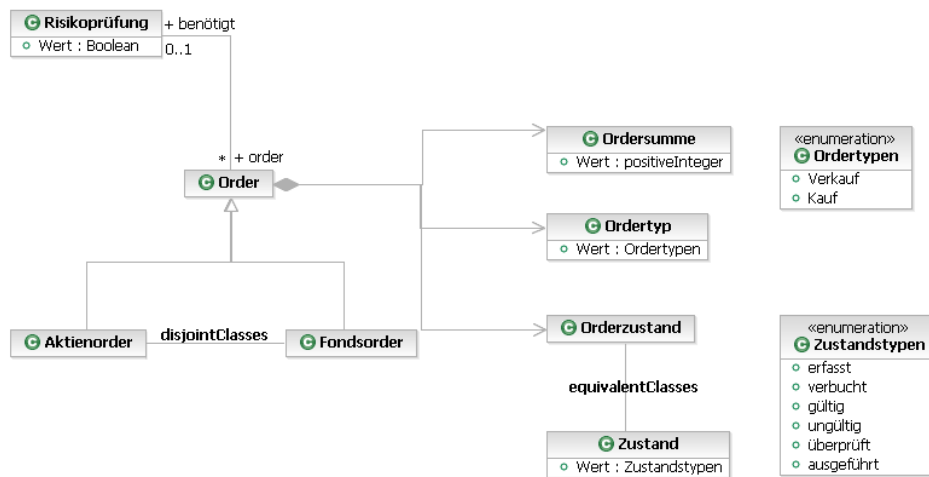 Risikoprüfung
Wert : Boolean
+ benötigt
0..1
* + order
Order
Ordersumme
Wert : positiveInteger
«enumeration»
Ordertypen
Verkauf
Kauf
Ordertyp
Wert : Ordertypen
Aktienorder
disjointClasses
Fondsorder
Orderzustand
equivalentClasses
Zustand
Wert : Zustandstypen
«enumeration»
Zustandstypen
erfasst
verbucht
gültig
ungültig
überprüft
ausgeführt